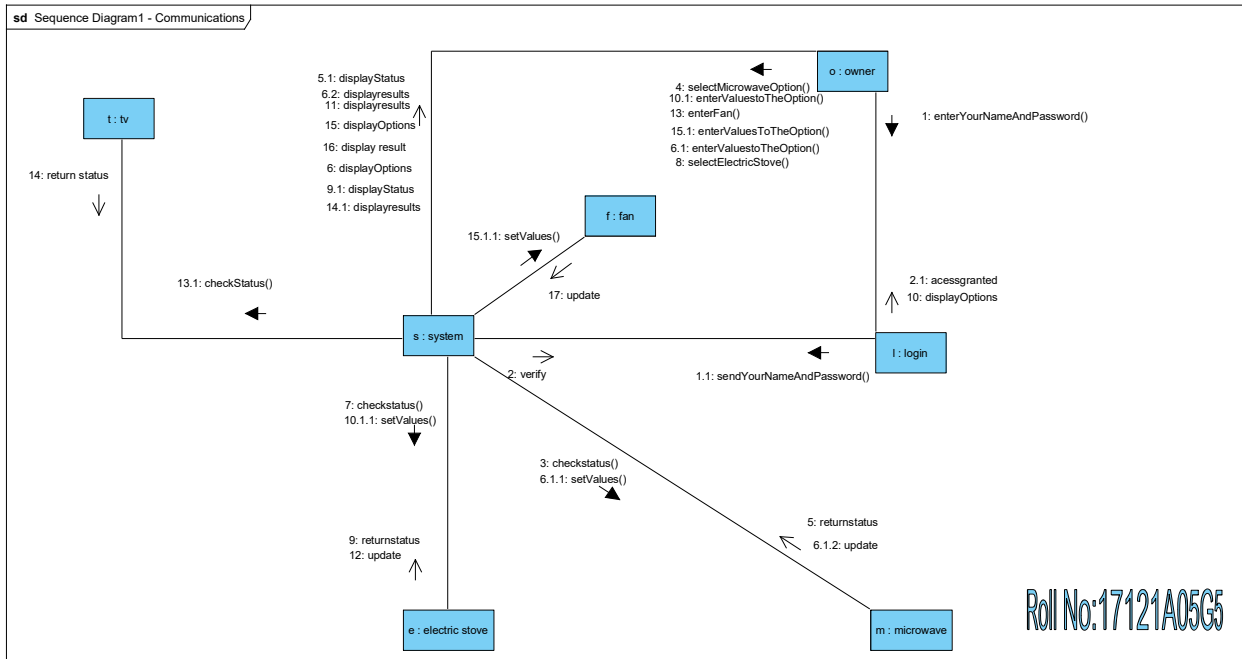 sd Sequence Diagram1 - Communications
o : owner
5.1: displayStatus
6.2: displayresults
11: displayresults
15: displayOptions
16: display result
6: displayOptions
9.1: displayStatus
14.1: displayresults
4: selectMicrowaveOption()
10.1: enterValuestoTheOption()
13: enterFan()
15.1: enterValuesToTheOption()
6.1: enterValuestoTheOption()
8: selectElectricStove()
1: enterYourNameAndPassword()
t : tv
14: return status
f : fan
15.1.1: setValues()
17: update
13.1: checkStatus()
2.1: acessgranted
10: displayOptions
s : system
l : login
2: verify
1.1: sendYourNameAndPassword()
7: checkstatus()
10.1.1: setValues()
3: checkstatus()
6.1.1: setValues()
5: returnstatus
6.1.2: update
9: returnstatus
12: update
e : electric stove
m : microwave
Roll No:17121A05G5